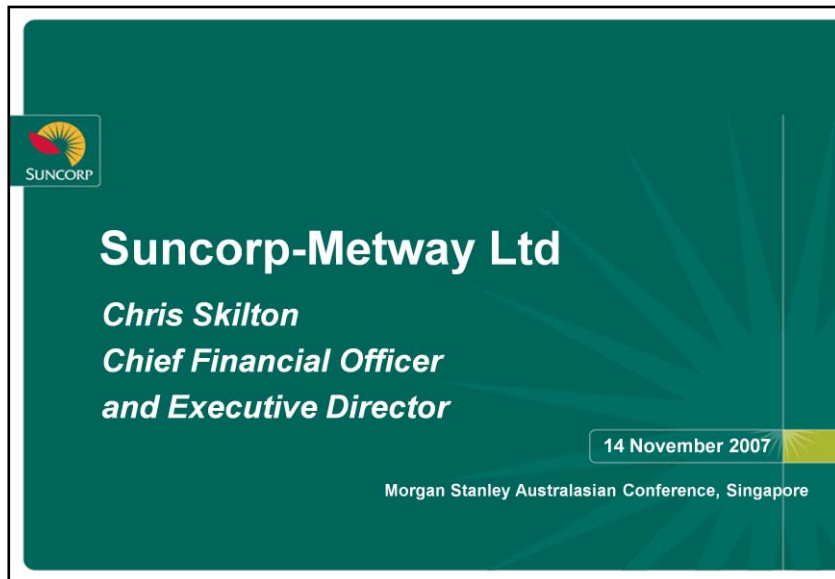 SUNCORP
Suncorp-Metway Ltd
Chris Skilton
Chief Financial Officer
and Executive Director
14 November 2007
Morgan Stanley Australasian Conference, Singapore